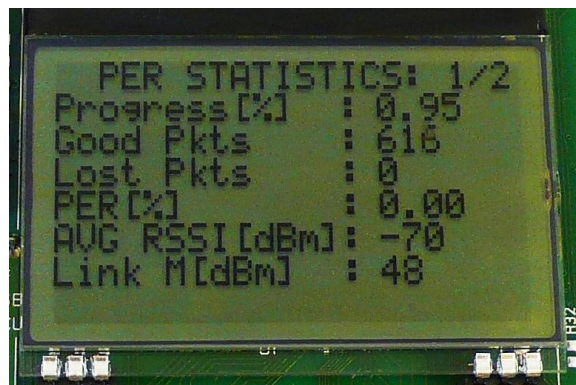 PER STATISTICS: 1/2
Progress[%] : 0.95
Good Pkts : 616
Lost Pkts : 0
PER[%] : 0.00
AVG RSSI[dBm]: -70
Link M[dBm] : 48
R32